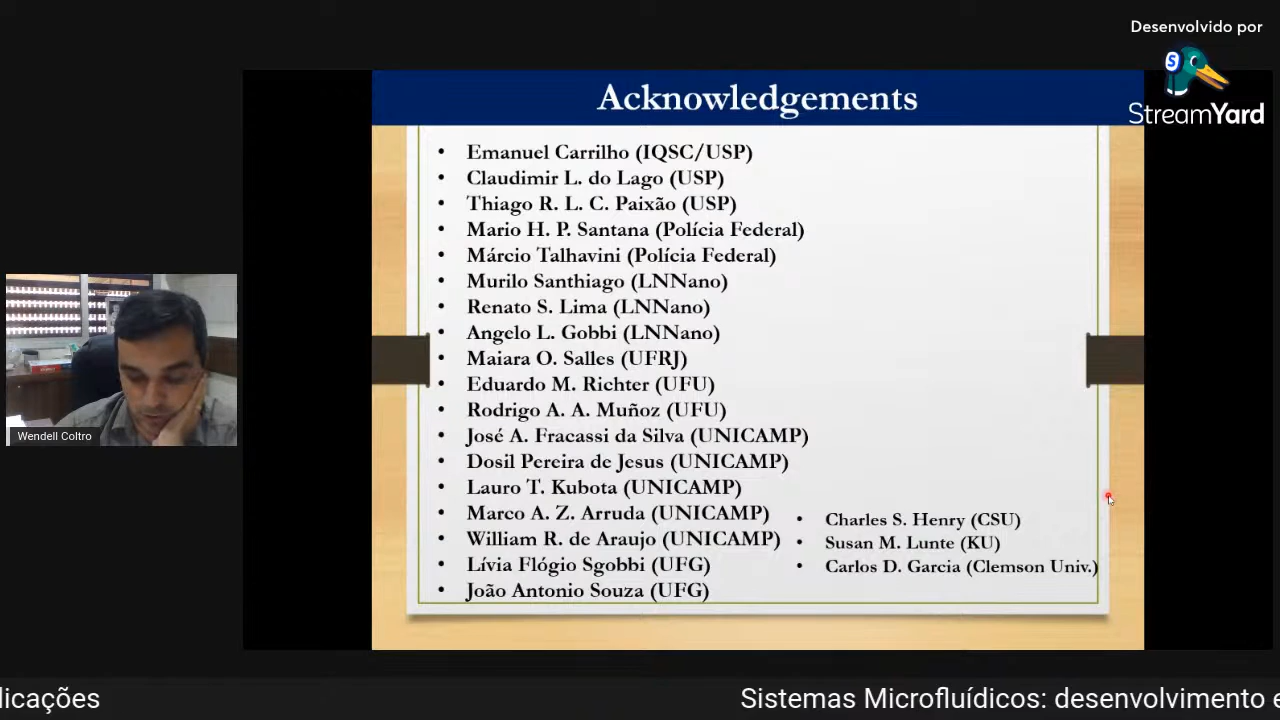 Desenvolvido por
StreamYard
Acknowledgements
• Emanuel Carrilho (IQSC/USP)
• Claudimir L. do Lago (USP)
• Thiago R. L. C. Paixão (USP)
• Mario H. P. Santana (Polícia Federal)
• Márcio Talhavini (Polícia Federal)
• Murilo Santhiago (LNNano)
• Renato S. Lima (LNNano)
• Angelo L. Gobbi (LNNano)
• Maiara O. Salles (UFRJ)
• Eduardo M. Richter (UFU)
• Rodrigo A. A. Muñoz (UFU)
• José A. Fracassi da Silva (UNICAMP)
• Dosil Pereira de Jesus (UNICAMP)
• Lauro T. Kubota (UNICAMP)
• Marco A. Z. Arruda (UNICAMP)
• William R. de Araujo (UNICAMP)
• Lívia Flógio Sgobbi (UFG)
• João Antonio Souza (UFG)
• Charles S. Henry (CSU)
• Susan M. Lunte (KU)
• Carlos D. Garcia (Clemson Univ.)
Wendell Coltro
licações
Sistemas Microfluídicos: desenvolvimento e